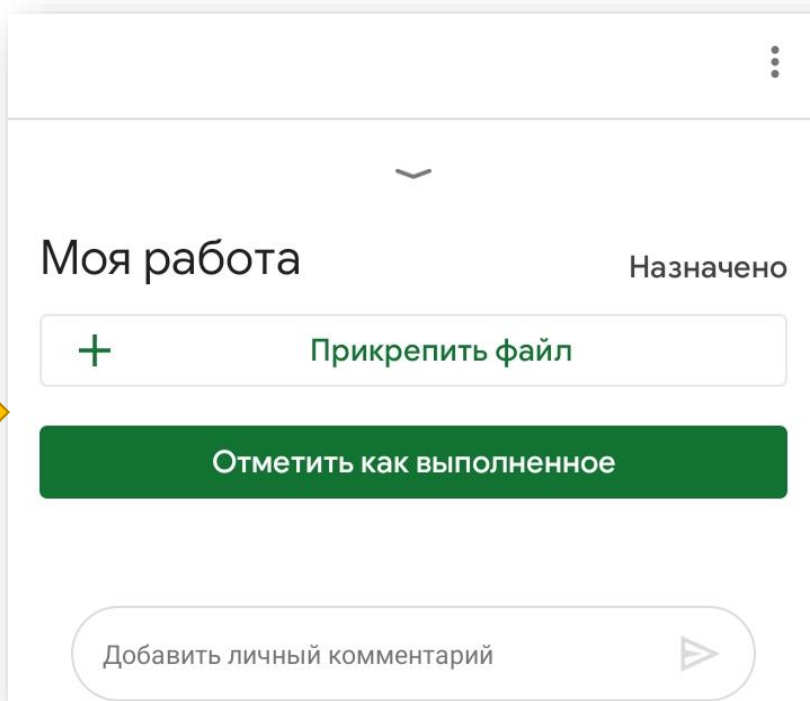 Моя работа
Назначено
Прикрепить файл
Отметить как выполненное
Добавить личный комментарий